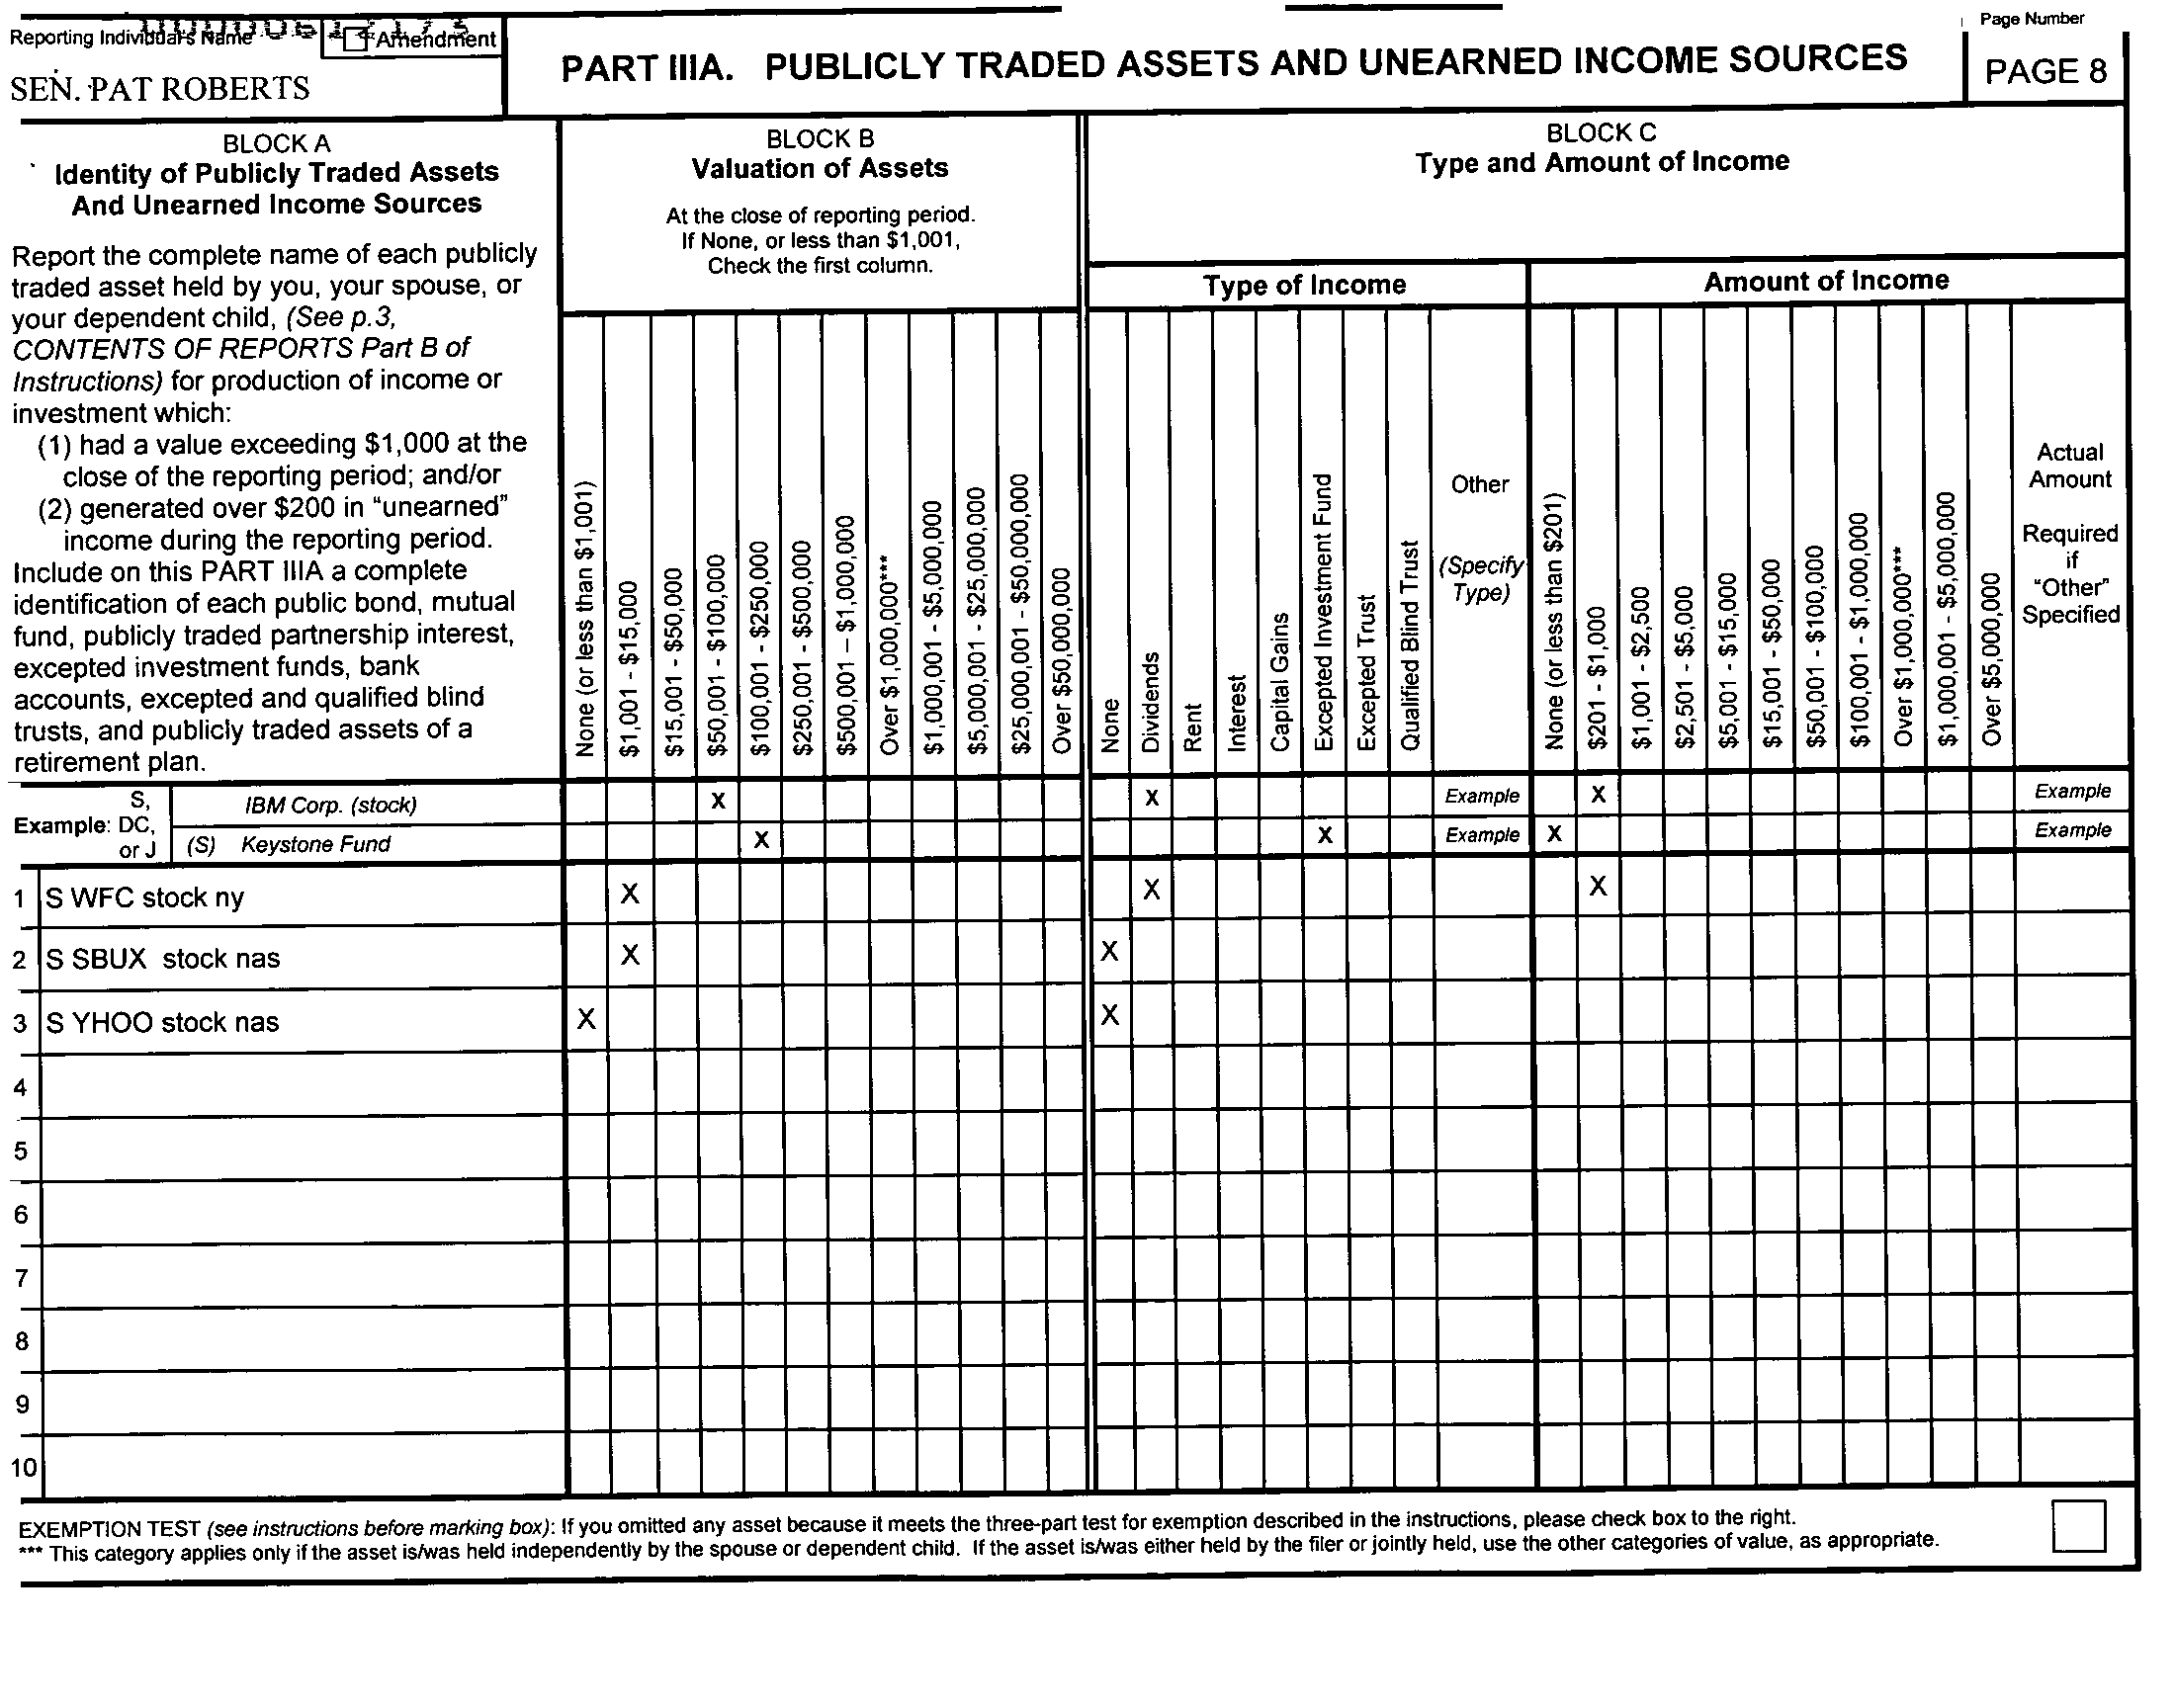 Reporting Individual's Name
Amendment
SEN. PAT ROBERTS
PART IIIA. PUBLICLY TRADED ASSETS AND UNEARNED INCOME SOURCES
Page Number
PAGE 8
BLOCK A
Identity of Publicly Traded Assets
And Unearned Income Sources
Report the complete name of each publicly
traded asset held by you, your spouse, or
your dependent child, (See p.3,
CONTENTS OF REPORTS Part B of
Instructions) for production of income or
investment which:
(1) had a value exceeding $1,000 at the
close of the reporting period; and/or
(2) generated over $200 in "unearned"
income during the reporting period.
Include on this PART IIIA a complete
identification of each public bond, mutual
fund, publicly traded partnership interest,
excepted investment funds, bank
accounts, excepted and qualified blind
trusts, and publicly traded assets of a
retirement plan.
BLOCK B
Valuation of Assets
At the close of reporting period.
If None, or less than $1,001,
Check the first column.
None (or less than $1,001)
$1,001 - $15,000
$15,001 - $50,000
$50,001 - $100,000
$100,001 - $250,000
$250,001 - $500,000
$500,001 – $1,000,000
Over $1,000,000***
$1,000,001 - $5,000,000
$5,000,001 - $25,000,000
$25,000,001 - $50,000,000
Over $50,000,000
BLOCK C
Type and Amount of Income
Type of Income
None
Dividends
Rent
Interest
Capital Gains
Excepted Investment Fund
Excepted Trust
Qualified Blind Trust
Other
(Specify
Type)
Amount of Income
None (or less than $201)
$201 - $1,000
$1,001 - $2,500
$2,501 - $5,000
$5,001 - $15,000
$15,001 - $50,000
$50,001 - $100,000
$100,001 - $1,000,000
Over $1,000,000***
$1,000,001 - $5,000,000
Over $5,000,000
Actual
Amount
Required
if
"Other"
Specified
Example:
S,
DC,
or J
IBM Corp. (stock) X X Example X Example
(S) Keystone Fund X X Example X Example
1 S WFC stock ny X X X
2 S SBUX stock nas X X
3 S YHOO stock nas X X
4
5
6
7
8
9
10
EXEMPTION TEST (see instructions before marking box): If you omitted any asset because it meets the three-part test for exemption described in the instructions, please check box to the right.
*** This category applies only if the asset is/was held independently by the spouse or dependent child. If the asset is/was either held by the filer or jointly held, use the other categories of value, as appropriate.